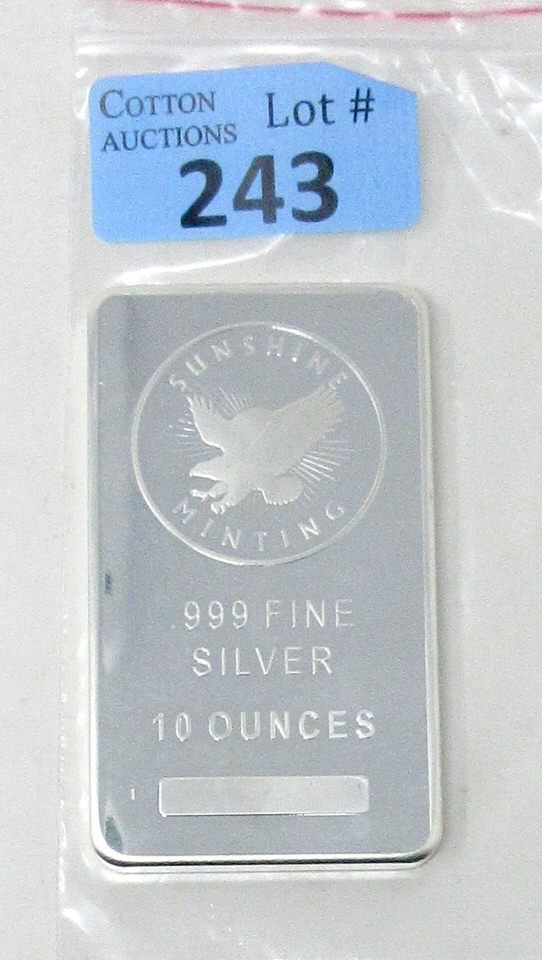 COTTON Lot #
AUCTIONS
243
SUNSHINE
MINTING
.999 FINE
SILVER
10 OUNCES